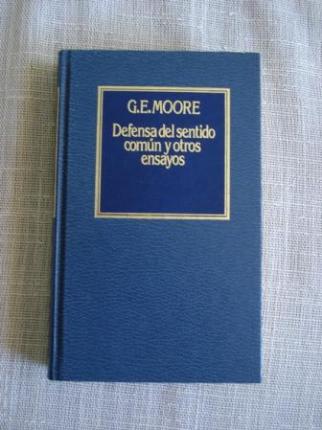 G.E.MOORE
Defensa del sentido
común y otros
ensayos